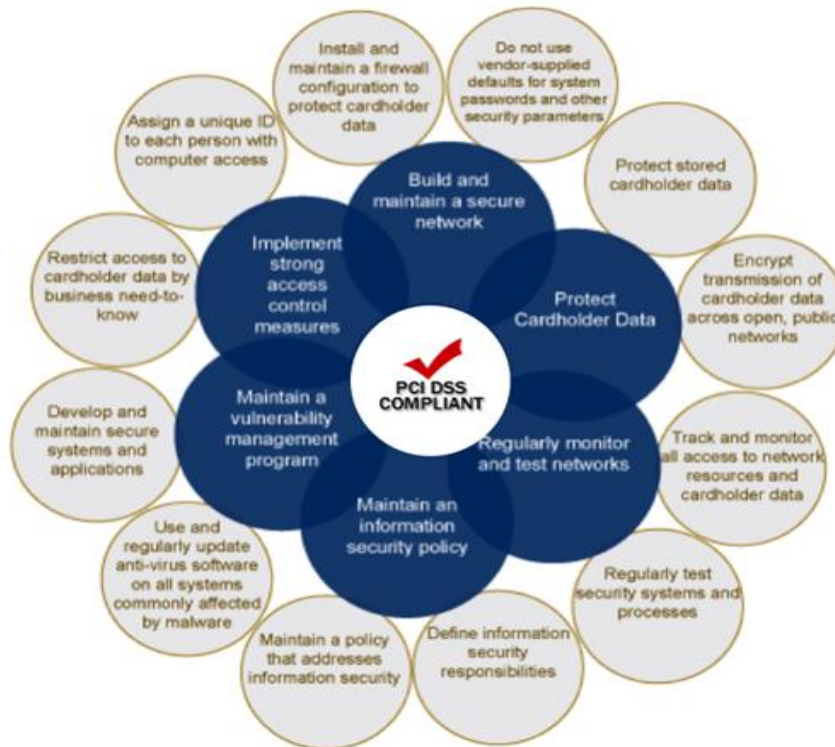 Install and
maintain a firewall
configuration to
protect cardholder
data
Do not use
vendor-supplied
defaults for system
passwords and other
security parameters
Assign a unique ID
to each person with
computer access
Protect stored
cardholder data
Build and
maintain a secure
network
Implement
strong
access
control
measures
Restrict access to
cardholder data by
business need-to-
know
Encrypt
transmission of
cardholder data
across open, public
networks
Protect
Cardholder Data
PCI DSS
COMPLIANT
Maintain a
vulnerability
management
program
Develop and
maintain secure
systems and
applications
Regularly monitor
and test networks
Track and monitor
all access to network
resources and
cardholder data
Maintain an
information
security policy
Use and
regularly update
anti-virus software
on all systems
commonly affected
by malware
Regularly test
security systems and
processes
Maintain a policy
that addresses
information security
Define information
security
responsibilities